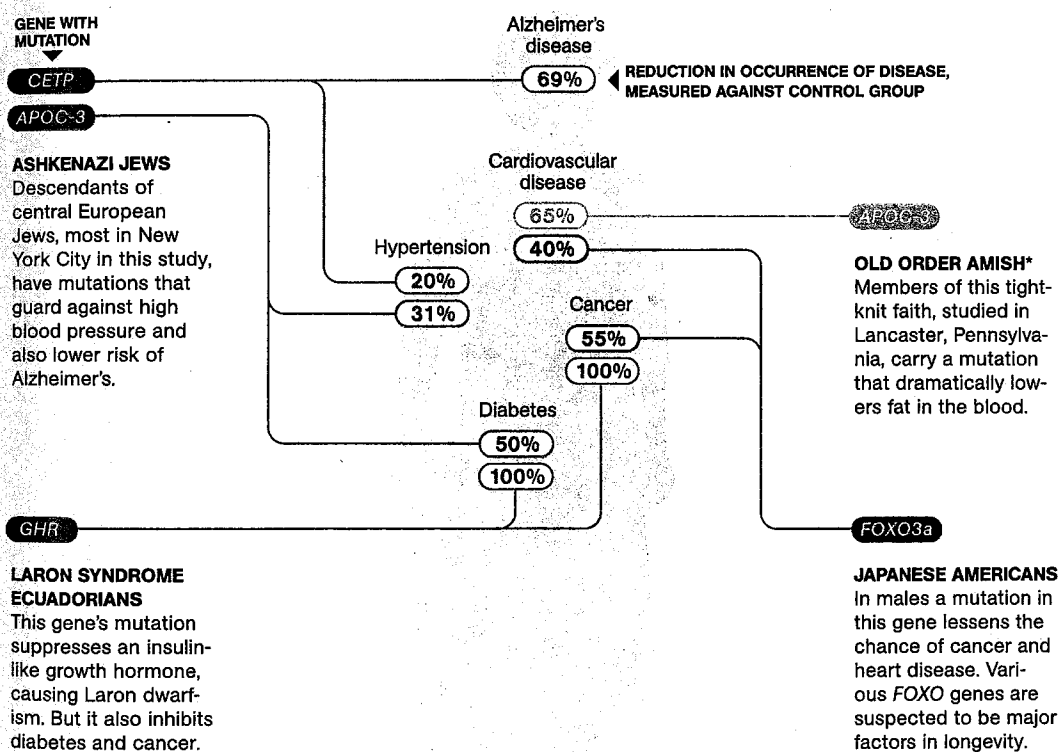 GENE WITH
MUTATION
CETP
APOC-3
ASHKENAZI JEWS
Descendants of
central European
Jews, most in New
York City in this study,
have mutations that
guard against high
blood pressure and
also lower risk of
Alzheimer's.
Alzheimer's
disease
69%
REDUCTION IN OCCURRENCE OF DISEASE,
MEASURED AGAINST CONTROL GROUP
Cardiovascular
disease
65%
40%
Hypertension
20%
31%
Cancer
55%
100%
Diabetes
50%
100%
APOC-3
OLD ORDER AMISH*
Members of this tight-
knit faith, studied in
Lancaster, Pennsylva-
nia, carry a mutation
that dramatically low-
ers fat in the blood.
GHR
LARON SYNDROME
ECUADORIANS
This gene's mutation
suppresses an insulin-
like growth hormone,
causing Laron dwarf-
ism. But it also inhibits
diabetes and cancer.
FOXO3a
JAPANESE AMERICANS
In males a mutation in
this gene lessens the
chance of cancer and
heart disease. Vari-
ous FOXO genes are
suspected to be major
factors in longevity.